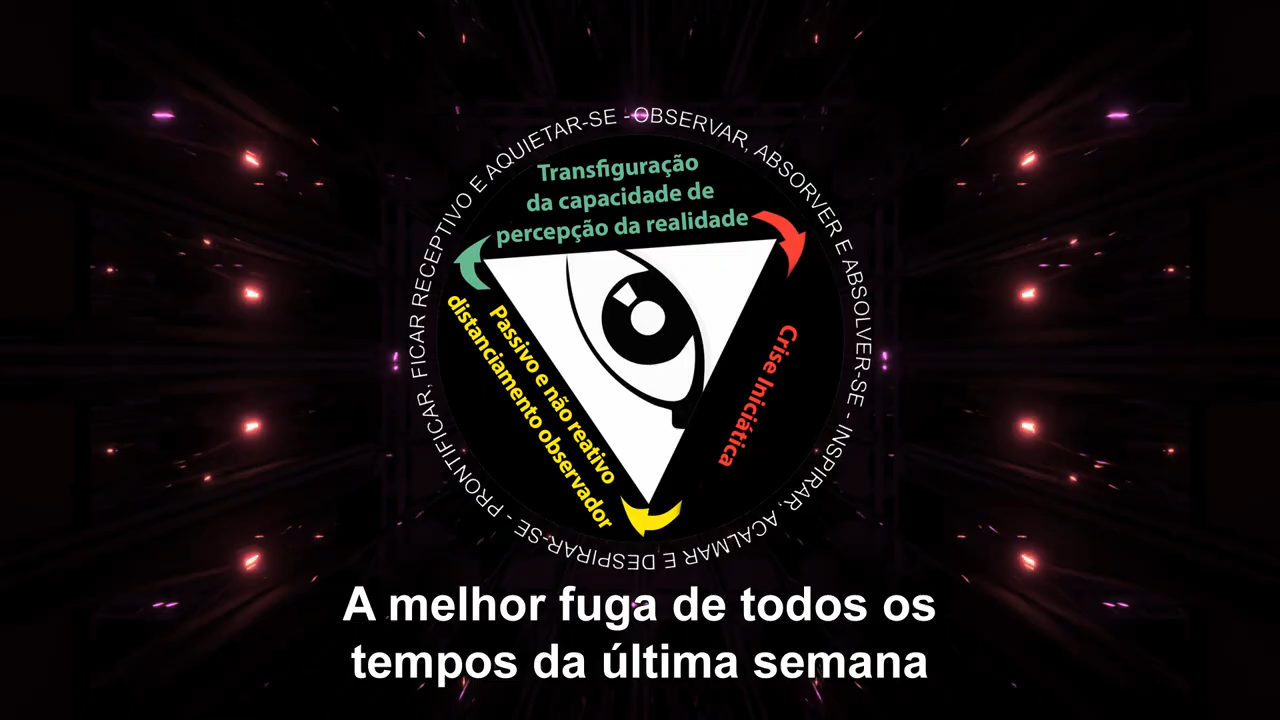 PRONTIFICAR, FICAR RECEPTIVO E AQUIETAR-SE - OBSERVAR, ABSORVER E ABSOLVER-SE - INSPIRAR, ACALMAR E DESPIRAR-SE -
Transfiguração
da capacidade de
percepção da realidade
Crise Iniciática
Passivo e não reativo
distanciamento observador
A melhor fuga de todos os
tempos da última semana